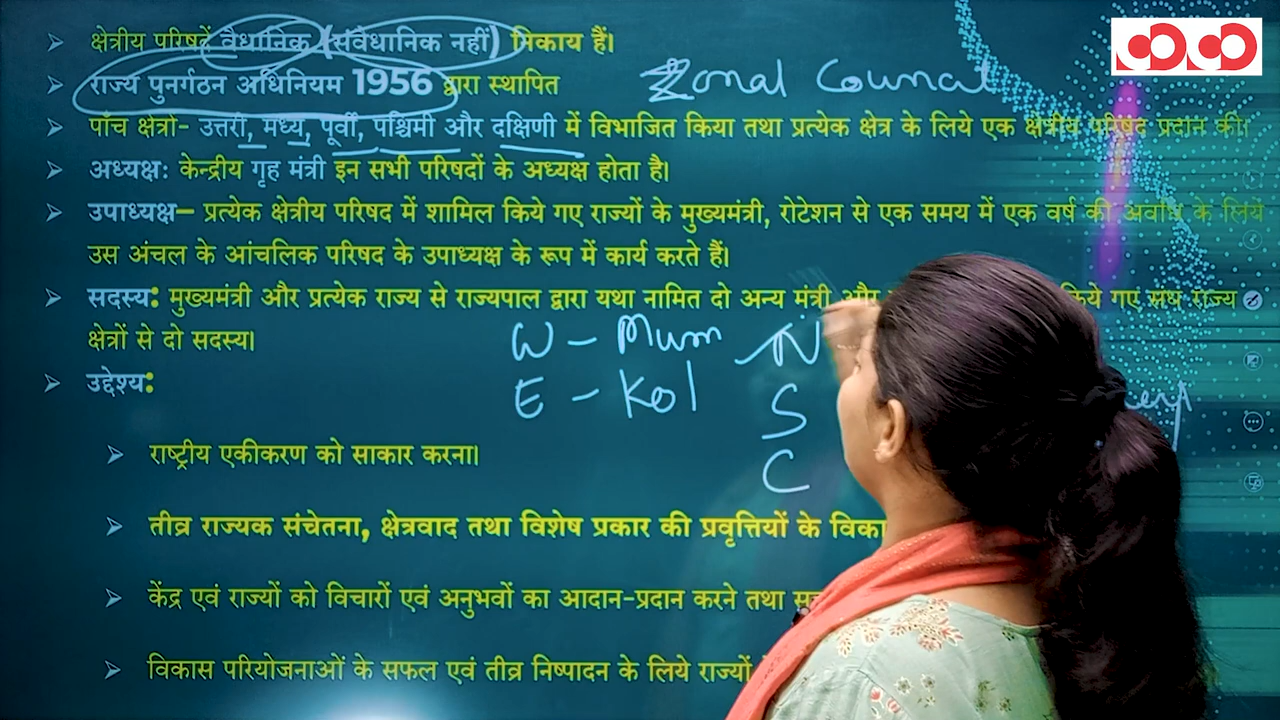 क्षेत्रीय परिषदें वैधानिक (संवैधानिक नहीं) निकाय हैं।
राज्य पुनर्गठन अधिनियम 1956 द्वारा स्थापित
Zonal Council
पाँच क्षेत्रों- उत्तरी, मध्य, पूर्वी, पश्चिमी और दक्षिणी में विभाजित किया तथा प्रत्येक क्षेत्र के लिये एक क्षेत्रीय परिषद प्रदान की।
अध्यक्षः केन्द्रीय गृह मंत्री इन सभी परिषदों के अध्यक्ष होता है।
उपाध्यक्ष– प्रत्येक क्षेत्रीय परिषद में शामिल किये गए राज्यों के मुख्यमंत्री, रोटेशन से एक समय में एक वर्ष की अवधि के लिये
उस अंचल के आंचलिक परिषद के उपाध्यक्ष के रूप में कार्य करते हैं।
सदस्य: मुख्यमंत्री और प्रत्येक राज्य से राज्यपाल द्वारा यथा नामित दो अन्य मंत्री और किये गए संघ राज्य
क्षेत्रों से दो सदस्य।
W – Mum N
उद्देश्य:
E – Kol S
C
राष्ट्रीय एकीकरण को साकार करना।
तीव्र राज्यक संचेतना, क्षेत्रवाद तथा विशेष प्रकार की प्रवृत्तियों के
केंद्र एवं राज्यों को विचारों एवं अनुभवों का आदान-प्रदान करने तथा
विकास परियोजनाओं के सफल एवं तीव्र निष्पादन के लिये राज्यों